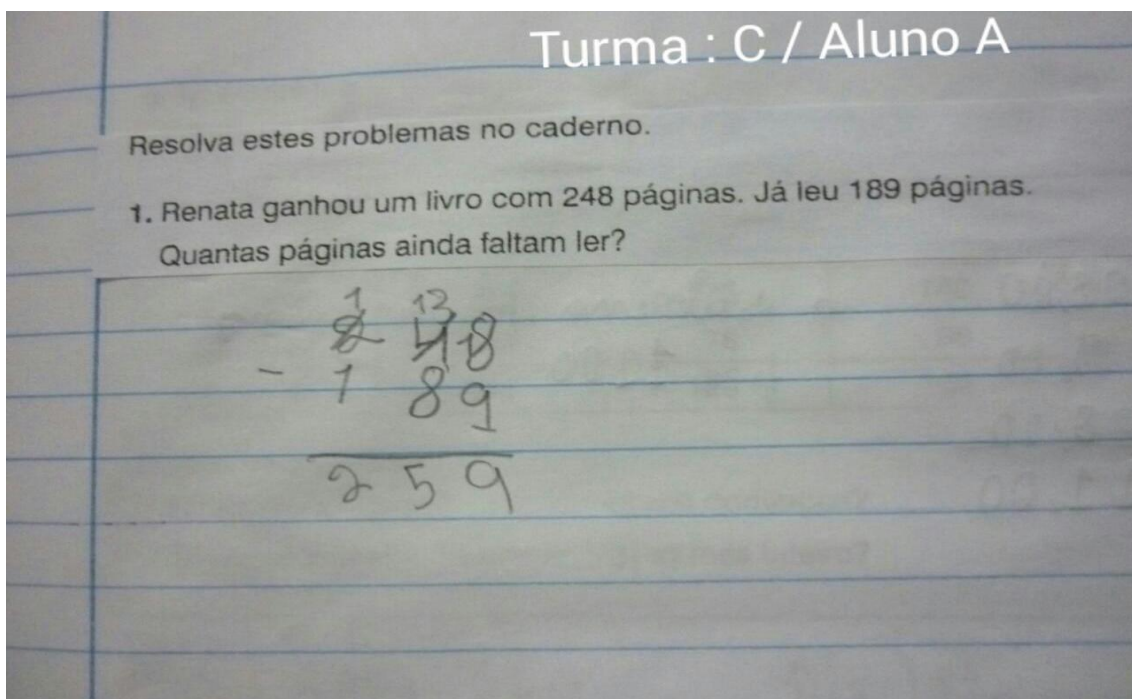 Turma : C / Aluno A
Resolva estes problemas no caderno.
1. Renata ganhou um livro com 248 páginas. Já leu 189 páginas.
Quantas páginas ainda faltam ler?
1 13
2 4 8
- 1 8 9
2 5 9